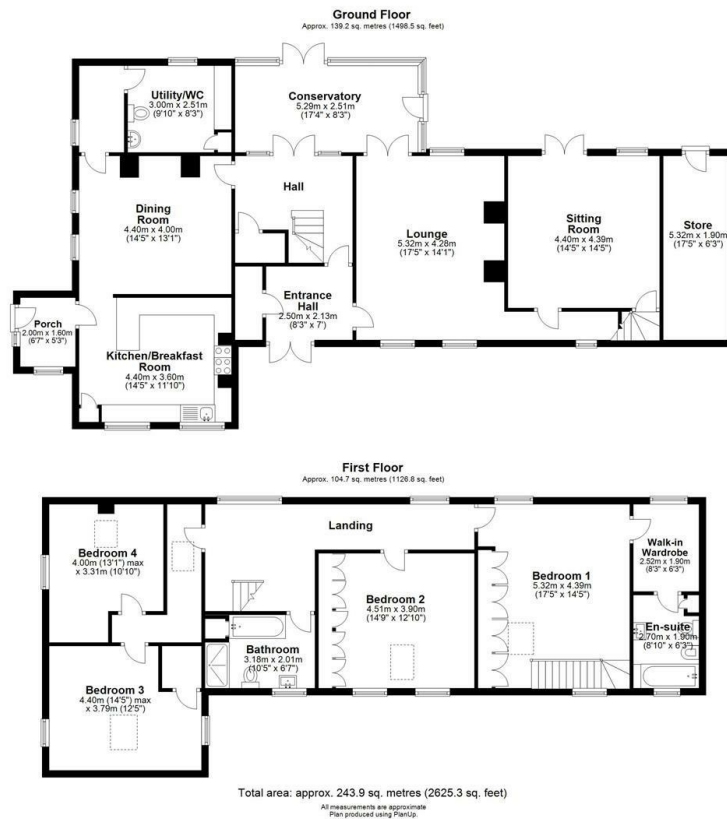 Ground Floor
Approx. 139.2 sq. metres (1498.5 sq. feet)
Utility/WC
3.00m x 2.51m
(9'10" x 8'3")
Conservatory
5.29m x 2.51m
(17'4" x 8'3")
Hall
Dining
Room
4.40m x 4.00m
(14'5" x 13'1")
Lounge
5.32m x 4.28m
(17'5" x 14'1")
Sitting
Room
4.40m x 4.39m
(14'5" x 14'5")
Store
5.32m x 1.90m
(17'5" x 6'3")
Entrance
Hall
2.50m x 2.13m
(8'3" x 7')
Porch
2.00m x 1.60m
(6'7" x 5'3")
Kitchen/Breakfast
Room
4.40m x 3.60m
(14'5" x 11'10")
First Floor
Approx. 104.7 sq. metres (1126.8 sq. feet)
Landing
Bedroom 4
4.00m (13'1") max
x 3.31m (10'10")
Walk-in
Wardrobe
2.52m x 1.90m
(8'3" x 6'3")
Bedroom 1
5.32m x 4.39m
(17'5" x 14'5")
Bedroom 2
4.51m x 3.90m
(14'9" x 12'10")
En-suite
2.70m x 1.90m
(8'10" x 6'3")
Bathroom
3.18m x 2.01m
(10'5" x 6'7")
Bedroom 3
4.40m (14'5") max
x 3.79m (12'5")
Total area: approx. 243.9 sq. metres (2625.3 sq. feet)
All measurements are approximate
Plan produced using PlanUp.